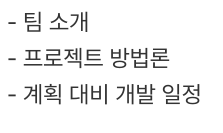 - 팀 소개
- 프로젝트 방법론
- 계획 대비 개발 일정